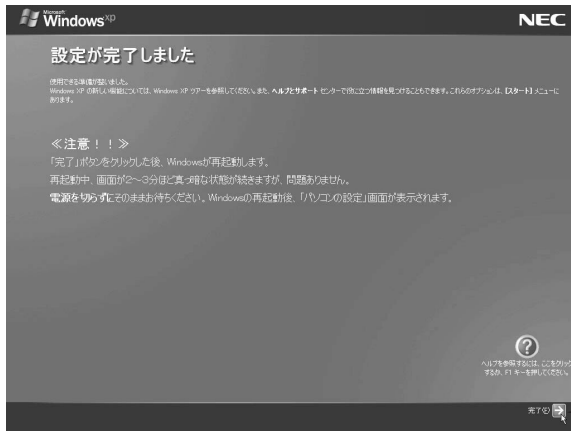 Microsoft
Windows xp
NEC
設定が完了しました
使用できる準備が整いました。
Windows XP の新しい機能については、Windows XP ツアーを参照してください。また、ヘルプとサポート センターで役に立つ情報を見つけることもできます。これらのオプションは、[スタート] メニューに
あります。
≪注意！！≫
「完了」ボタンをクリックした後、Windowsが再起動します。
再起動中、画面が2～3分ほど真っ暗な状態が続きますが、問題ありません。
電源を切らずにそのままお待ちください。Windowsの再起動後、「パソコンの設定」画面が表示されます。
?
ヘルプを参照するには、ここをクリック
するか、F1 キーを押してください。
完了(F)